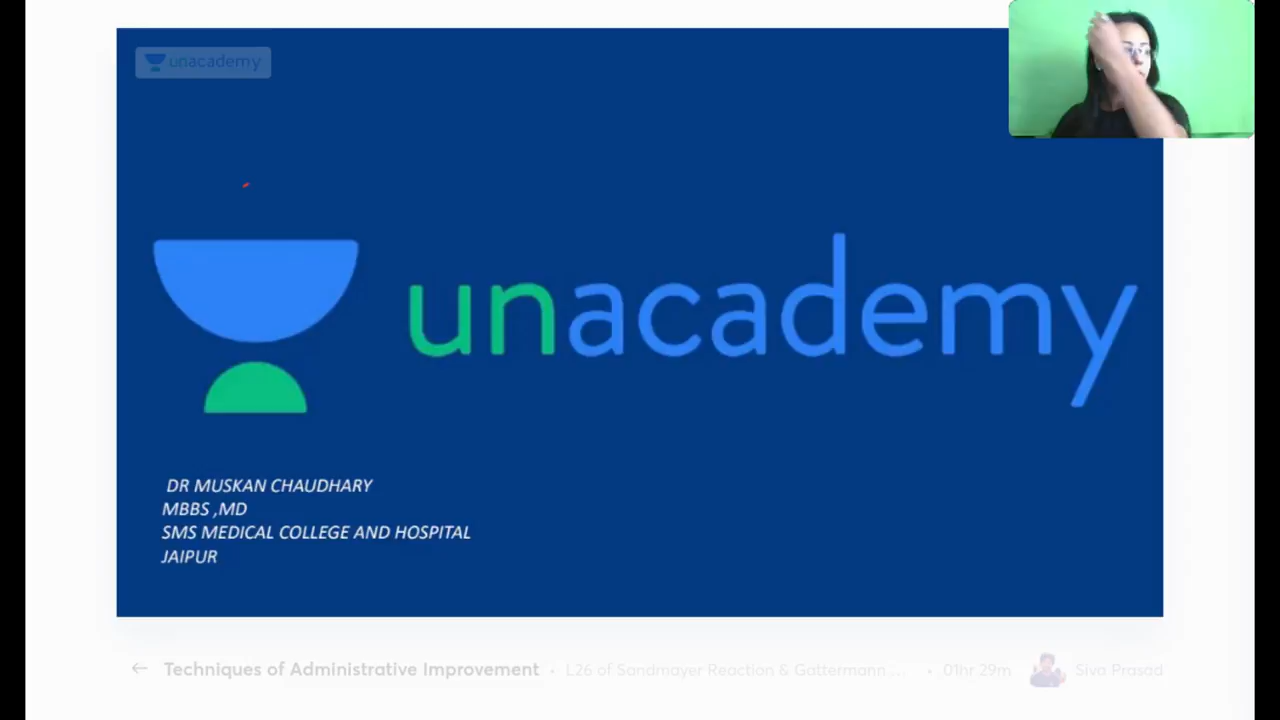 unacademy
unacademy
DR MUSKAN CHAUDHARY
MBBS ,MD
SMS MEDICAL COLLEGE AND HOSPITAL
JAIPUR
← Techniques of Administrative Improvement • L26 of Sandmayer Reaction & Gattermann ... • 01hr 29m Siva Prasad